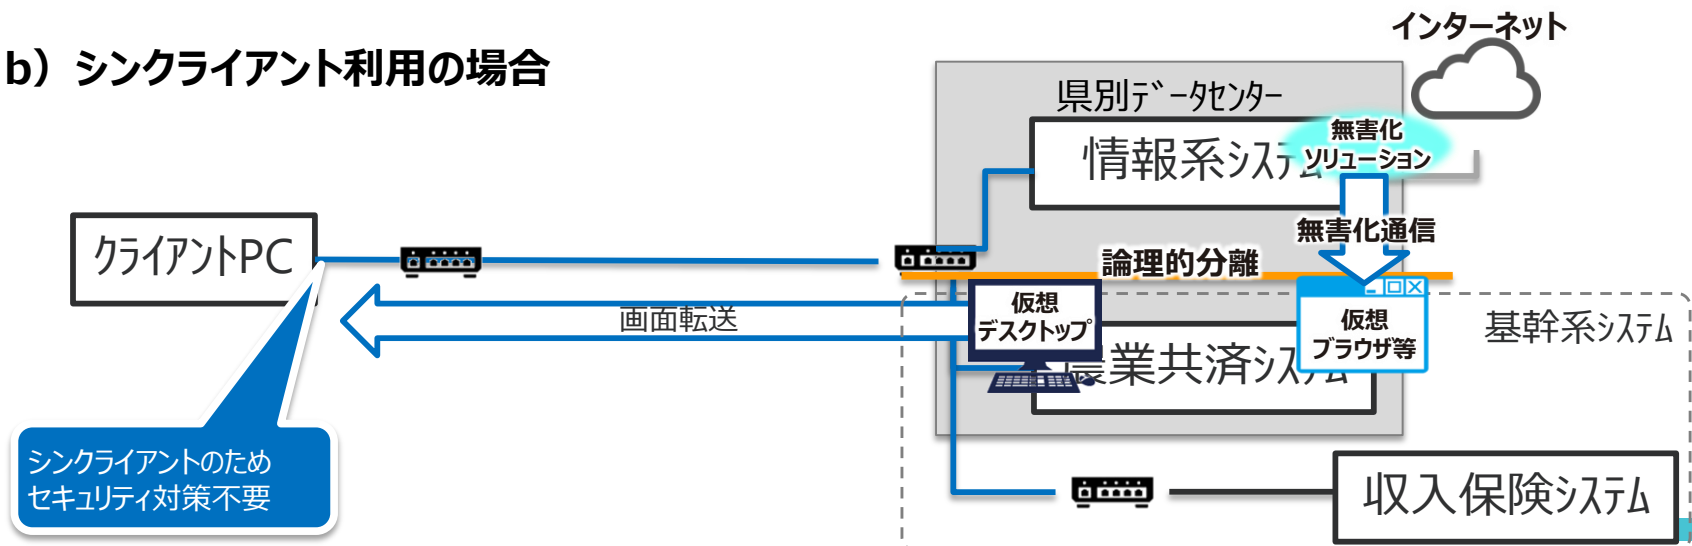 インターネット
b）シンクライアント利用の場合
県別ﾃﾞｰﾀｾﾝﾀｰ
無害化
ソリューション
情報系ｼｽﾃﾑ
無害化通信
クライアントPC
論理的分離
仮想
デスクトップ
画面転送
仮想
ブラウザ等
基幹系ｼｽﾃﾑ
農業共済ｼｽﾃﾑ
シンクライアントのため
セキュリティ対策不要
収入保険ｼｽﾃﾑ